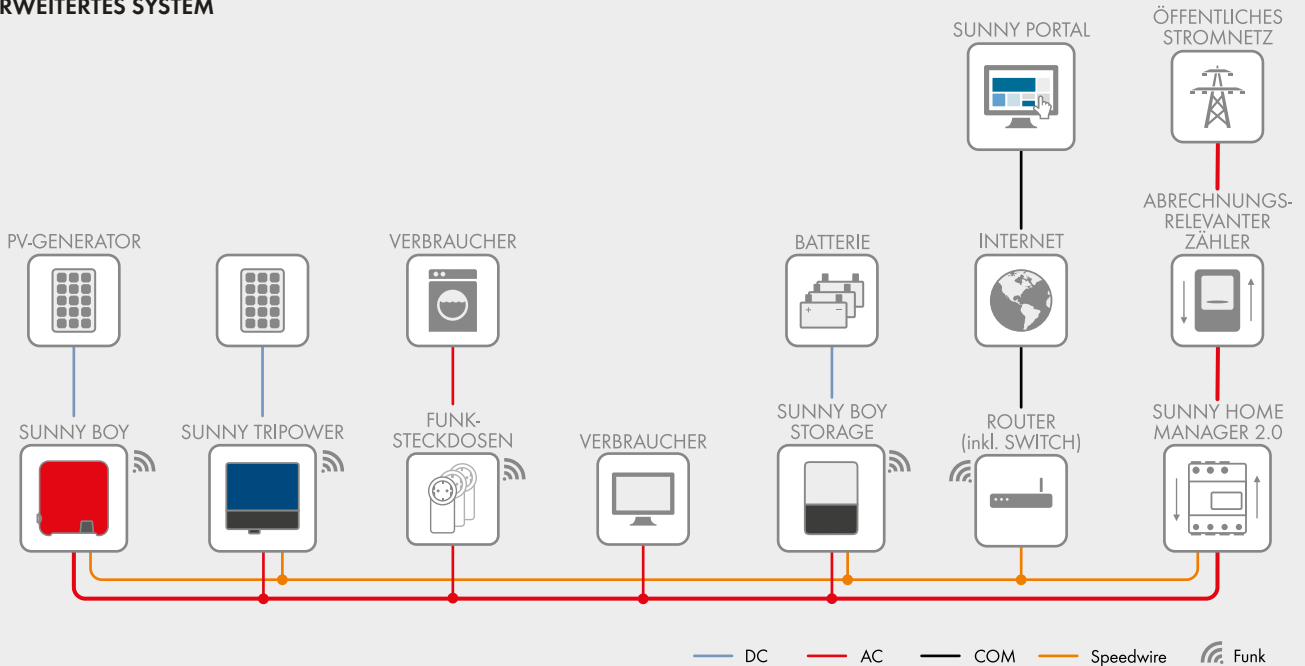 RWEITERTES SYSTEM
SUNNY PORTAL
ÖFFENTLICHES
STROMNETZ
PV-GENERATOR
VERBRAUCHER
BATTERIE
INTERNET
ABRECHNUNGS-
RELEVANTER
ZÄHLER
SUNNY BOY
SUNNY TRIPOWER
FUNK-
STECKDOSEN
VERBRAUCHER
SUNNY BOY
STORAGE
ROUTER
(inkl. SWITCH)
SUNNY HOME
MANAGER 2.0
DC
AC
COM
Speedwire
Funk